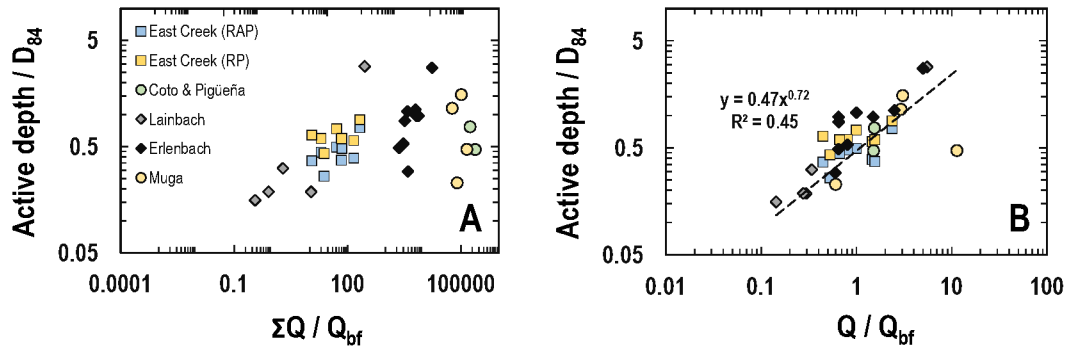 Active depth / D84
5
0.5
0.05
0.0001
0.1
100
100000
ΣQ / Qbf
East Creek (RAP)
East Creek (RP)
Coto & Pigüeña
Lainbach
Erlenbach
Muga
A
Active depth / D84
5
0.5
0.05
0.01
0.1
1
10
100
Q / Qbf
y = 0.47x^0.72
R² = 0.45
B